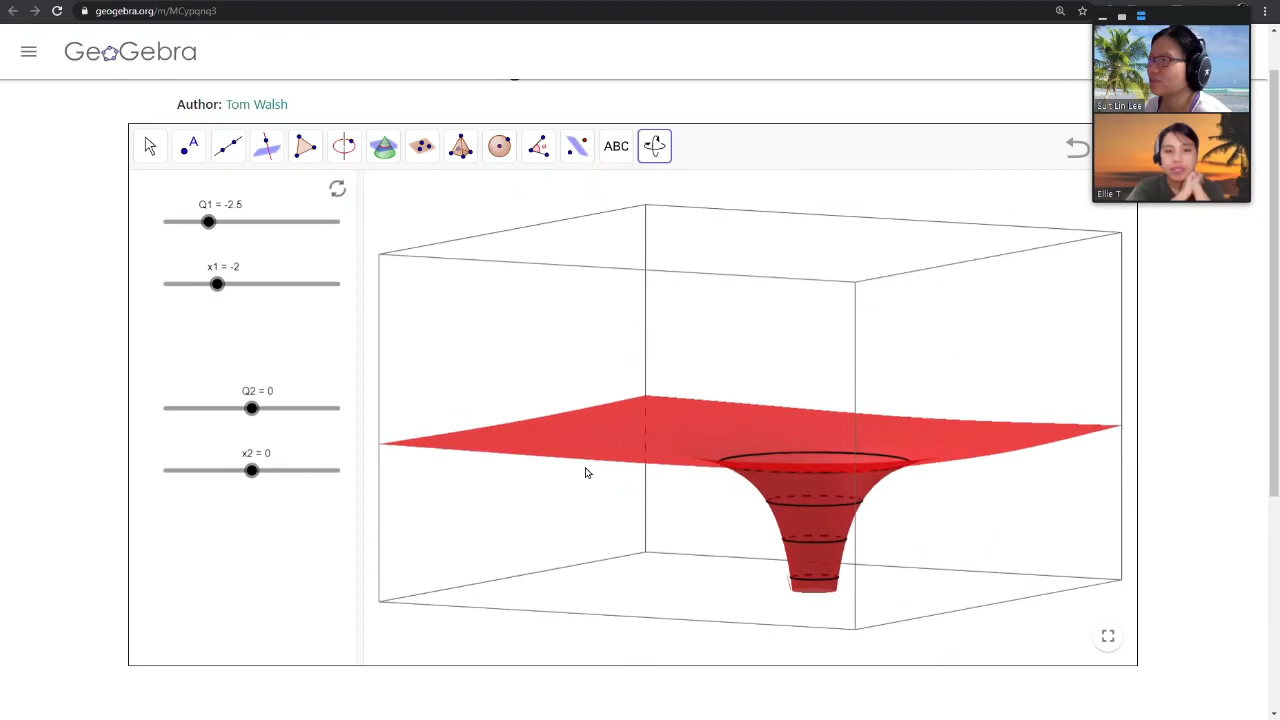 geogebra.org/m/MCypqnq3
GeoGebra
Author: Tom Walsh
ABC
Q1 = -2.5
x1 = -2
Q2 = 0
x2 = 0
Suit Lin Lee
Ellie T